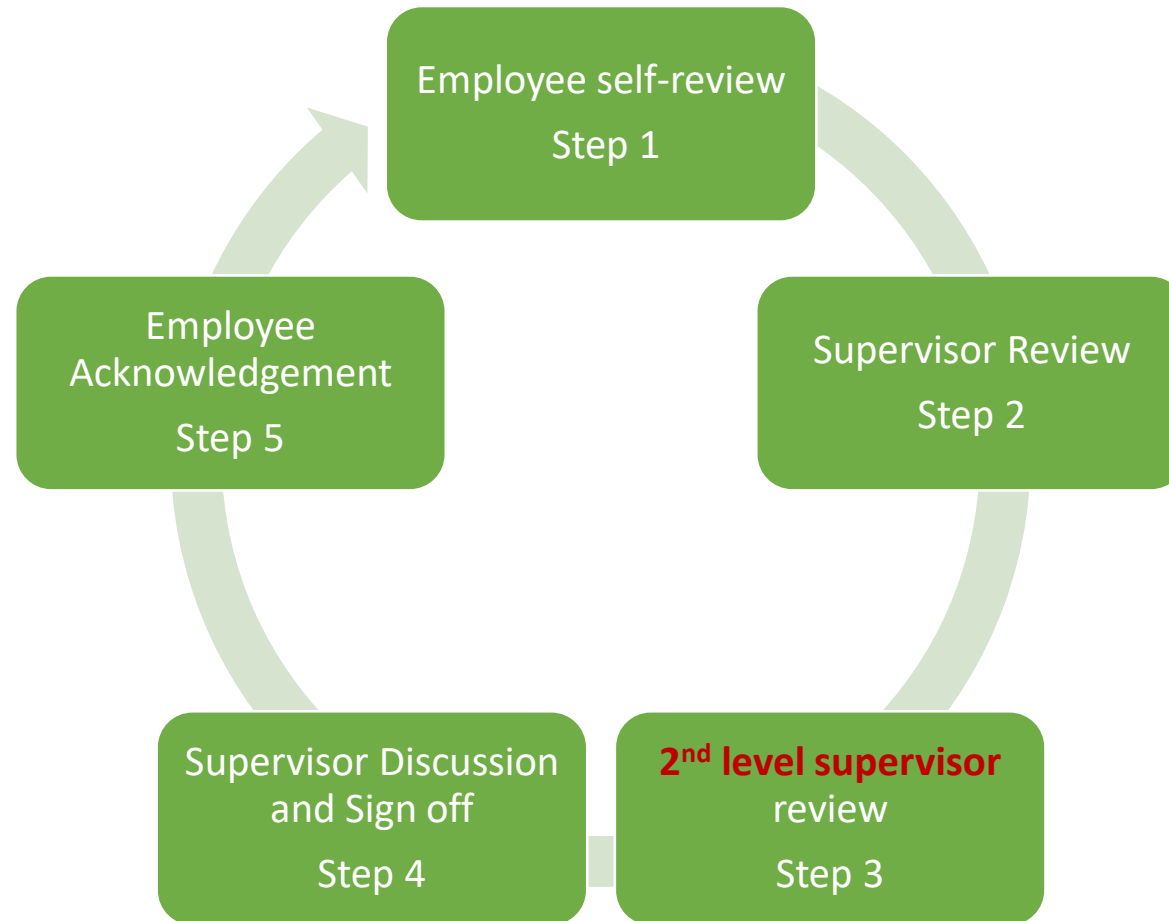 Employee self-review
Step 1
Supervisor Review
Step 2
2nd level supervisor
review
Step 3
Supervisor Discussion
and Sign off
Step 4
Employee
Acknowledgement
Step 5